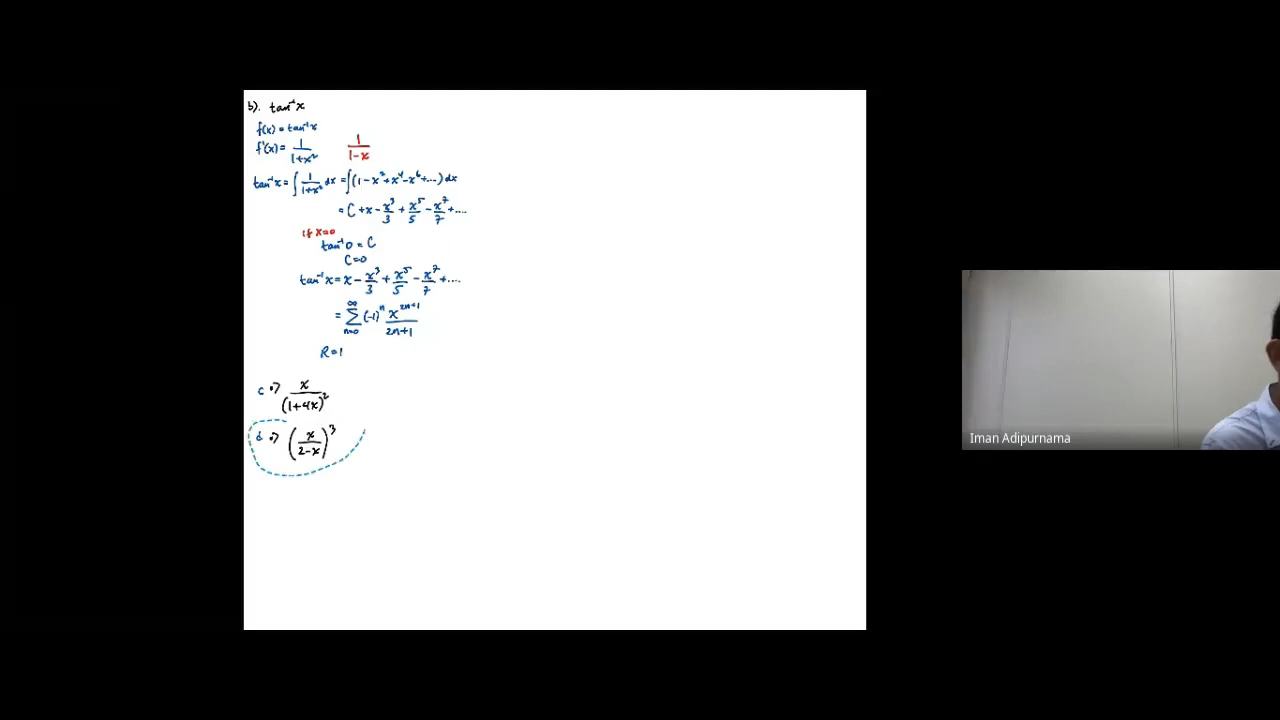 b). tan⁻¹x
f(x) = tan⁻¹x
f'(x) = 1/(1+x²)
1/(1-x)
tan⁻¹x = ∫ 1/(1+x²) dx = ∫(1 - x² + x⁴ - x⁶ + ....) dx
= C + x - x³/3 + x⁵/5 - x⁷/7 + ....
if x=0
tan⁻¹0 = C
C=0
tan⁻¹x = x - x³/3 + x⁵/5 - x⁷/7 + ....
= ∑_{n=0}^{∞} (-1)ⁿ x²ⁿ⁺¹/(2n+1)
R=1
c •) x/(1+4x)²
d •) (x/(2-x))³
Iman Adipurnama